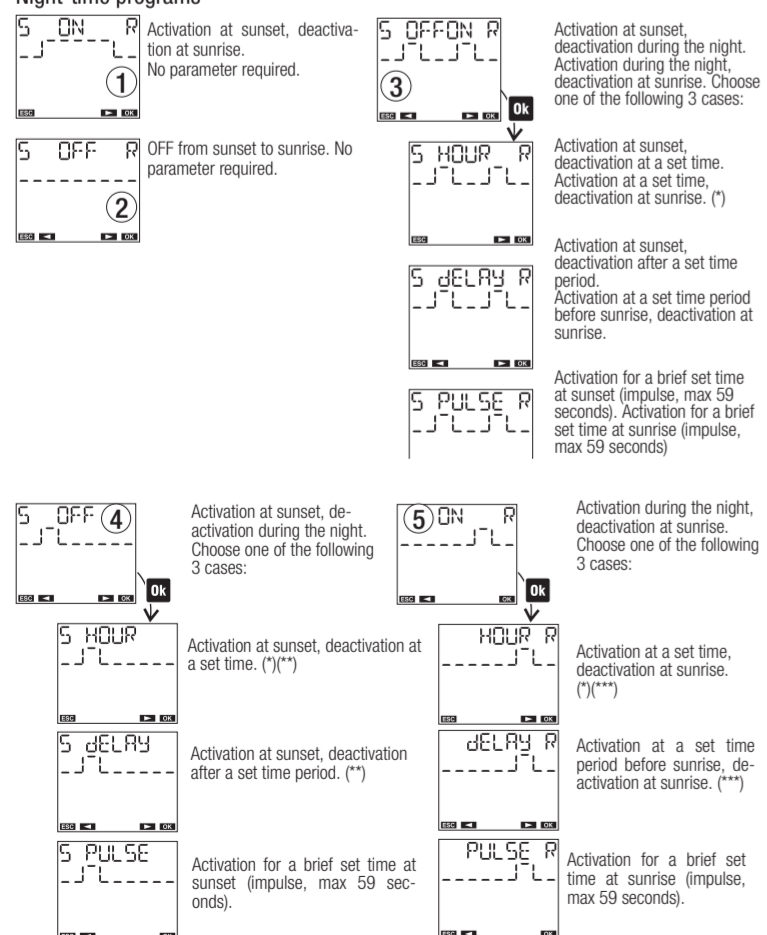 Night-time programs
S ON R
ESC ► OK
1
Activation at sunset, deactiva-
tion at sunrise.
No parameter required.
S OFF R
2
ESC ◄ ► OK
OFF from sunset to sunrise. No
parameter required.
S OFFON R
3
ESC ◄ ► OK
Ok
Activation at sunset,
deactivation during the night.
Activation during the night,
deactivation at sunrise. Choose
one of the following 3 cases:
S HOUR R
ESC ► OK
Activation at sunset,
deactivation at a set time.
Activation at a set time,
deactivation at sunrise. (*)
S dELAY R
ESC ◄ ► OK
Activation at sunset,
deactivation after a set time
period.
Activation at a set time period
before sunrise, deactivation at
sunrise.
S PULSE R
Activation for a brief set time
at sunset (impulse, max 59
seconds). Activation for a brief
set time at sunrise (impulse,
max 59 seconds)
S OFF 4
ESC ◄ ► OK
Ok
Activation at sunset, de-
activation during the night.
Choose one of the following
3 cases:
S HOUR
ESC ► OK
Activation at sunset, deactivation at
a set time. (*)(**)
S dELAY
ESC ◄ ► OK
Activation at sunset, deactivation
after a set time period. (**)
S PULSE
ESC ◄ OK
Activation for a brief set time at
sunset (impulse, max 59 sec-
onds).
5 ON R
ESC ◄ OK
Ok
Activation during the night,
deactivation at sunrise.
Choose one of the following
3 cases:
HOUR R
ESC ► OK
Activation at a set time,
deactivation at sunrise.
(*)(***)
dELAY R
ESC ◄ ► OK
Activation at a set time
period before sunrise, de-
activation at sunrise. (***)
PULSE R
ESC ◄ OK
Activation for a brief set
time at sunrise (impulse,
max 59 seconds).